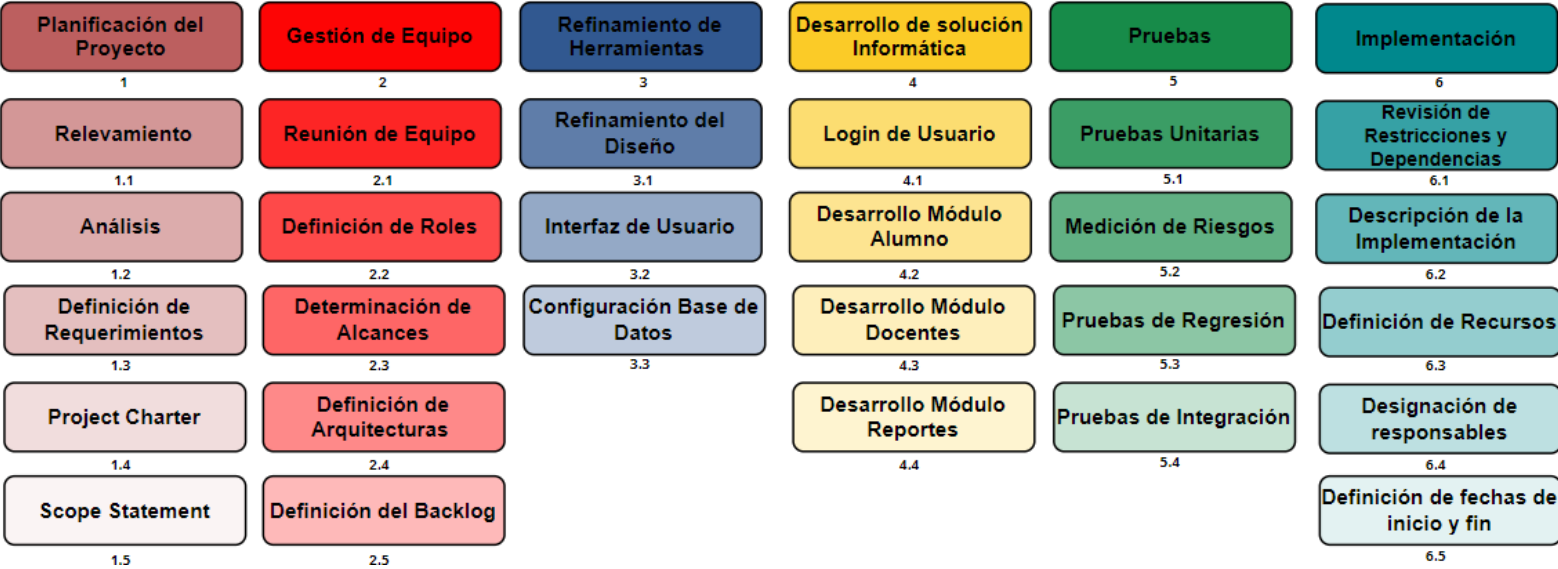 Planificación del
Proyecto
1
Relevamiento
1.1
Análisis
1.2
Definición de
Requerimientos
1.3
Project Charter
1.4
Scope Statement
1.5
Gestión de Equipo
2
Reunión de Equipo
2.1
Definición de Roles
2.2
Determinación de
Alcances
2.3
Definición de
Arquitecturas
2.4
Definición del Backlog
2.5
Refinamiento de
Herramientas
3
Refinamiento del
Diseño
3.1
Interfaz de Usuario
3.2
Configuración Base de
Datos
3.3
Desarrollo de solución
Informática
4
Login de Usuario
4.1
Desarrollo Módulo
Alumno
4.2
Desarrollo Módulo
Docentes
4.3
Desarrollo Módulo
Reportes
4.4
Pruebas
5
Pruebas Unitarias
5.1
Medición de Riesgos
5.2
Pruebas de Regresión
5.3
Pruebas de Integración
5.4
Implementación
6
Revisión de
Restricciones y
Dependencias
6.1
Descripción de la
Implementación
6.2
Definición de Recursos
6.3
Designación de
responsables
6.4
Definición de fechas de
inicio y fin
6.5